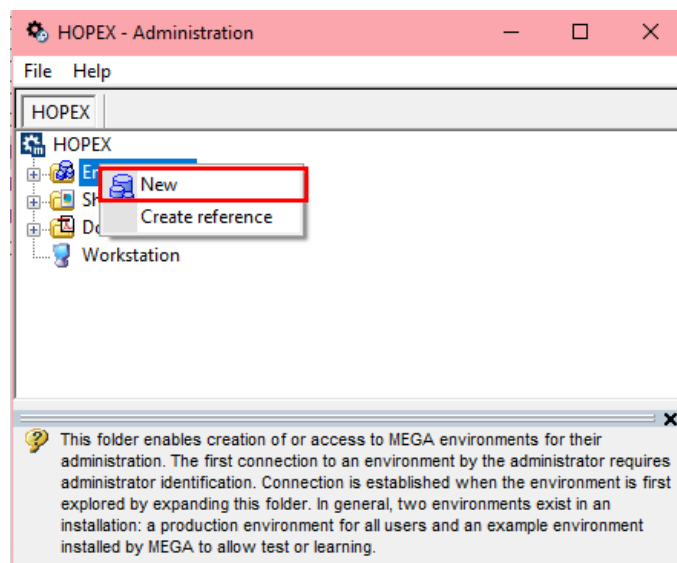 HOPEX - Administration
File Help
HOPEX
HOPEX
New
Create reference
Workstation
This folder enables creation of or access to MEGA environments for their
administration. The first connection to an environment by the administrator requires
administrator identification. Connection is established when the environment is first
explored by expanding this folder. In general, two environments exist in an
installation: a production environment for all users and an example environment
installed by MEGA to allow test or learning.